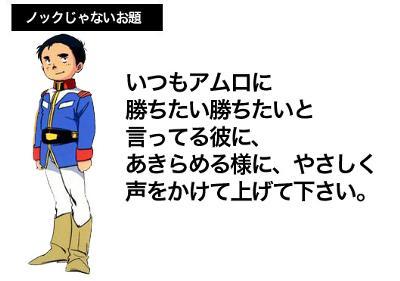 ノックじゃないお題
いつもアムロに
勝ちたい勝ちたいと
言ってる彼に、
あきらめる様に、やさしく
声をかけて上げて下さい。